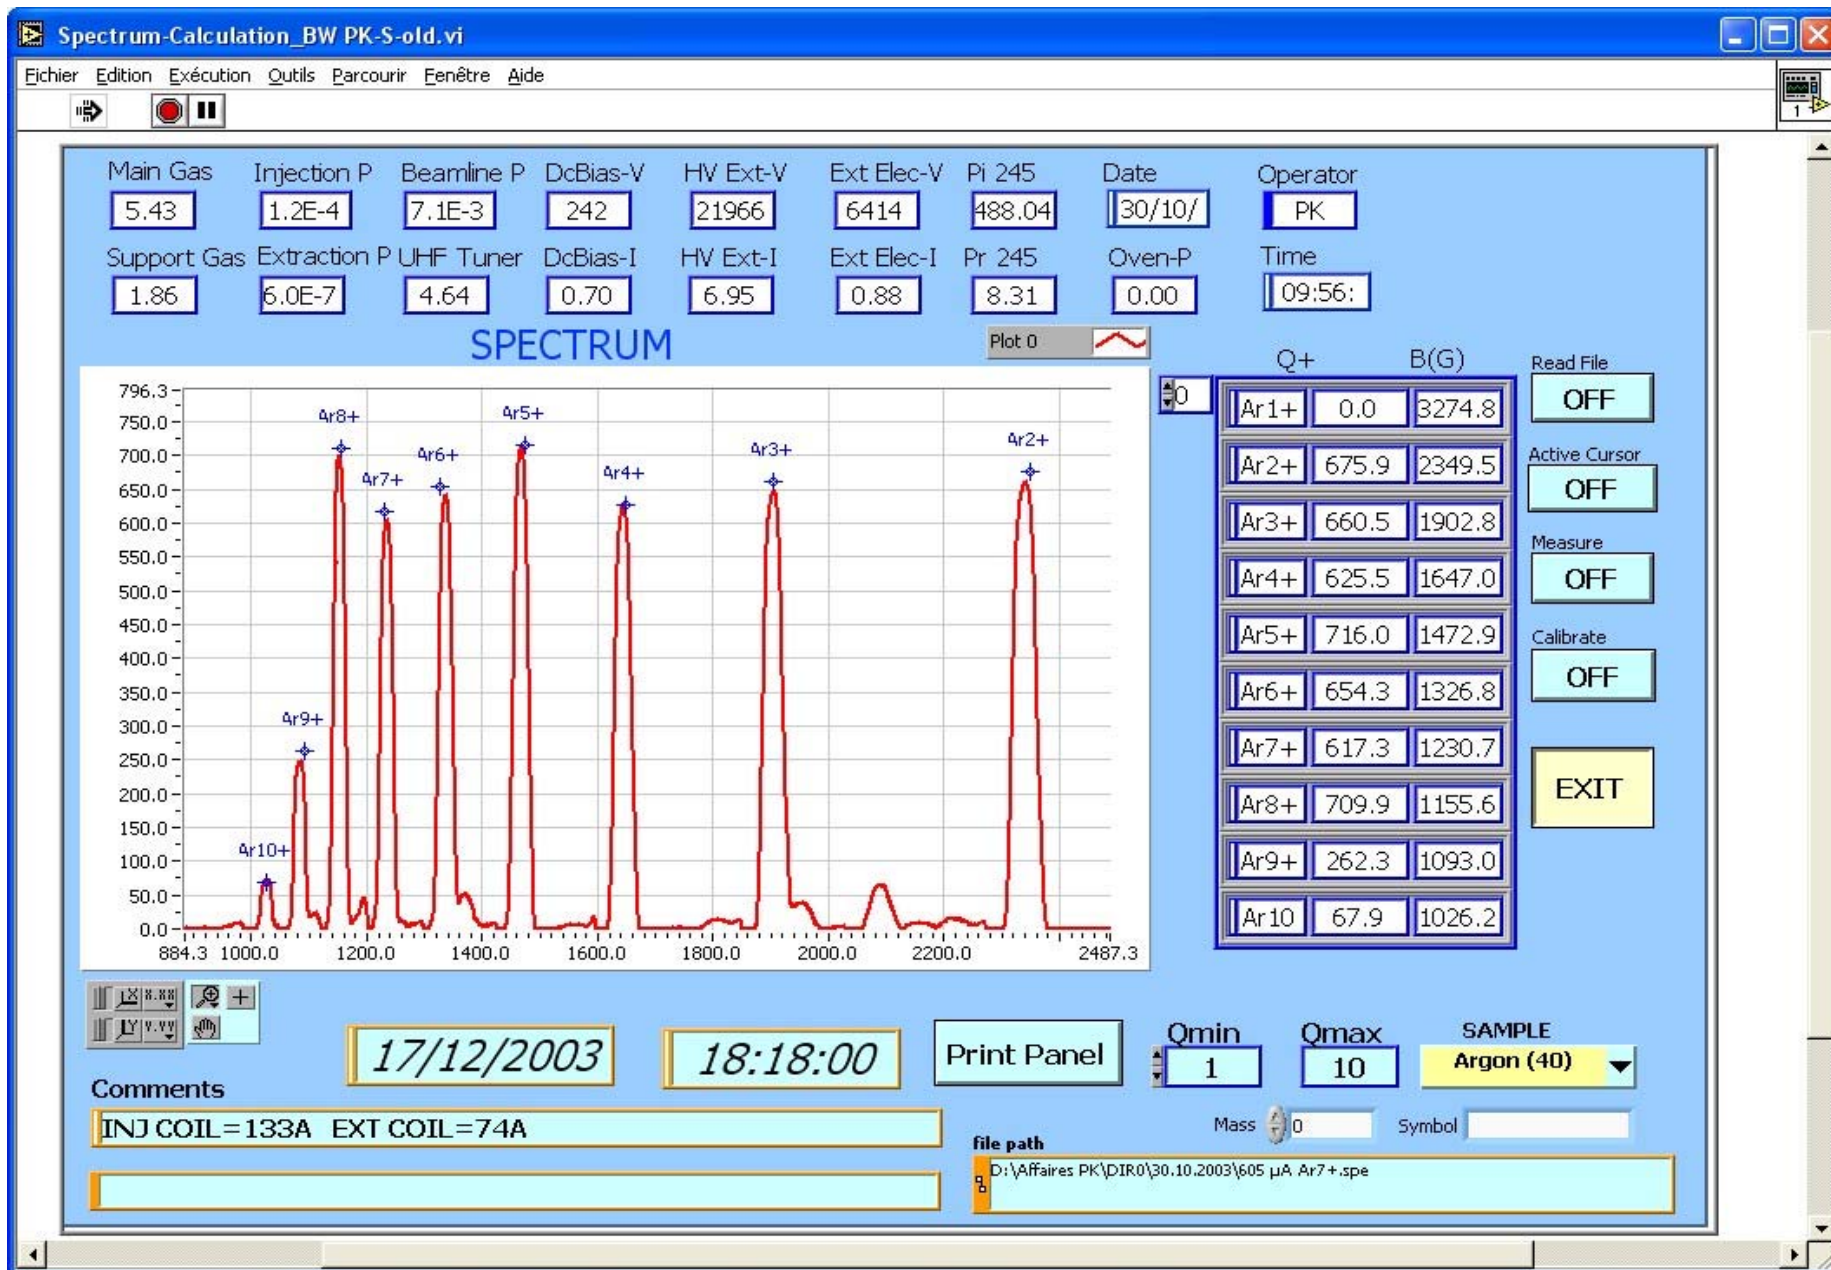 Spectrum-Calculation_BW PK-S-old.vi
Fichier Edition Exécution Outils Parcourir Fenêtre Aide
1
Main Gas Injection P Beamline P DcBias-V HV Ext-V Ext Elec-V Pi 245 Date Operator
5.43 1.2E-4 7.1E-3 242 21966 6414 488.04 30/10/ PK
Support Gas Extraction P UHF Tuner DcBias-I HV Ext-I Ext Elec-I Pr 245 Oven-P Time
1.86 6.0E-7 4.64 0.70 6.95 0.88 8.31 0.00 09:56:
SPECTRUM
Plot 0
796.3
750.0
700.0
650.0
600.0
550.0
500.0
450.0
400.0
350.0
300.0
250.0
200.0
150.0
100.0
50.0
0.0
884.3 1000.0 1200.0 1400.0 1600.0 1800.0 2000.0 2200.0 2487.3
Ar10+
Ar9+
Ar8+
Ar7+
Ar6+
Ar5+
Ar4+
Ar3+
Ar2+
0
Q+ B(G)
Ar1+ 0.0 3274.8
Ar2+ 675.9 2349.5
Ar3+ 660.5 1902.8
Ar4+ 625.5 1647.0
Ar5+ 716.0 1472.9
Ar6+ 654.3 1326.8
Ar7+ 617.3 1230.7
Ar8+ 709.9 1155.6
Ar9+ 262.3 1093.0
Ar10 67.9 1026.2
Read File
OFF
Active Cursor
OFF
Measure
OFF
Calibrate
OFF
EXIT
X 8.88
Y Y.YY
17/12/2003
18:18:00
Print Panel
Qmin
1
Qmax
10
SAMPLE
Argon (40)
Comments
INJ COIL=133A EXT COIL=74A
Mass 0 Symbol
file path
D:\Affaires PK\DIR0\30.10.2003\605 µA Ar7+.spe